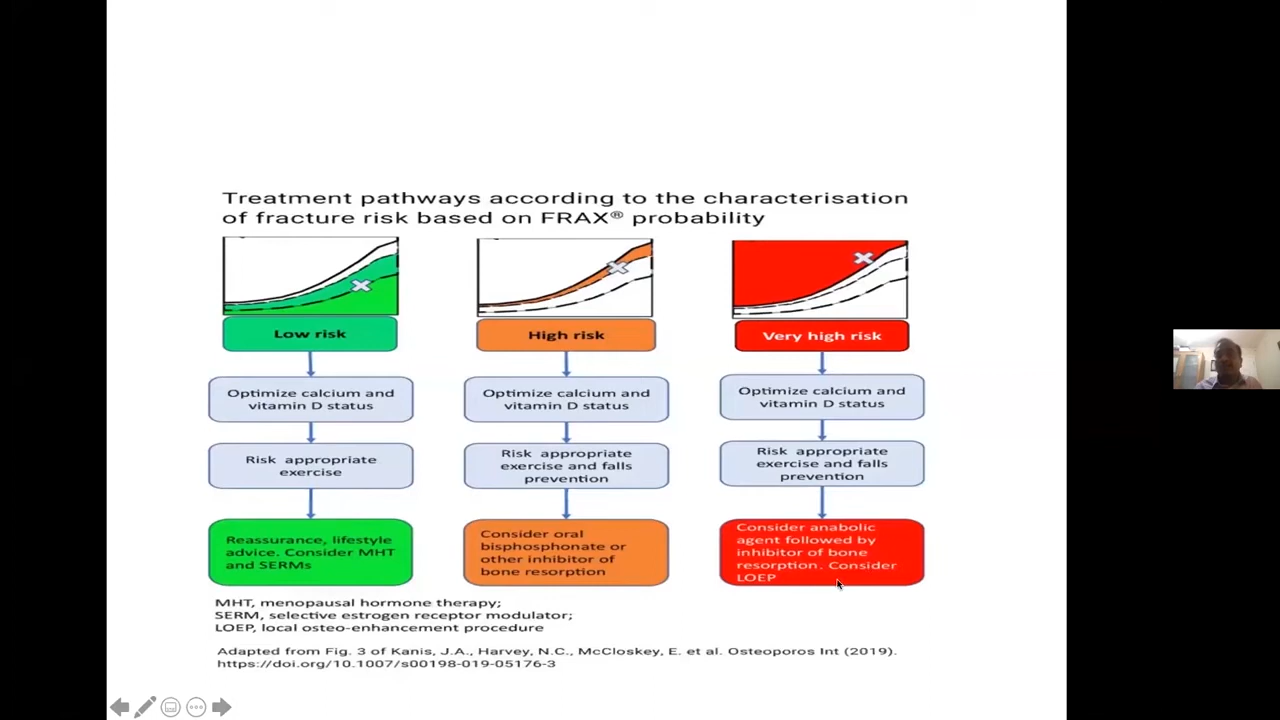 Treatment pathways according to the characterisation
of fracture risk based on FRAX® probability
Low risk
Optimize calcium and
vitamin D status
Risk appropriate
exercise
Reassurance, lifestyle
advice. Consider MHT
and SERMs
High risk
Optimize calcium and
vitamin D status
Risk appropriate
exercise and falls
prevention
Consider oral
bisphosphonate or
other inhibitor of
bone resorption
Very high risk
Optimize calcium and
vitamin D status
Risk appropriate
exercise and falls
prevention
Consider anabolic
agent followed by
inhibitor of bone
resorption. Consider
LOEP
MHT, menopausal hormone therapy;
SERM, selective estrogen receptor modulator;
LOEP, local osteo-enhancement procedure
Adapted from Fig. 3 of Kanis, J.A., Harvey, N.C., McCloskey, E. et al. Osteoporos Int (2019).
https://doi.org/10.1007/s00198-019-05176-3